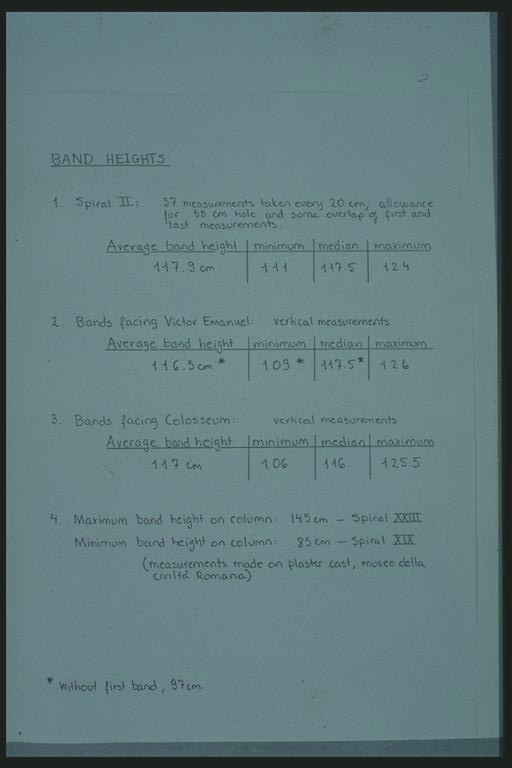 2
BAND HEIGHTS
1. Spiral II: 57 measurements taken every 20 cm; allowance
for 55 cm hole and some overlap of first and
last measurements.
Average band height minimum median maximum
117.9 cm 111 117.5 124
2. Bands facing Victor Emanuel: vertical measurements
Average band height minimum median maximum
116.5 cm * 109 * 117.5* 126
3. Bands facing Colosseum: vertical measurements
Average band height minimum median maximum
117 cm 106 116 125.5
4. Maximum band height on column: 145 cm – Spiral XXIII
Minimum band height on column: 85 cm – Spiral XIX
(measurements made on plaster cast, museo della
civiltà Romana)
* Without first band, 97cm.